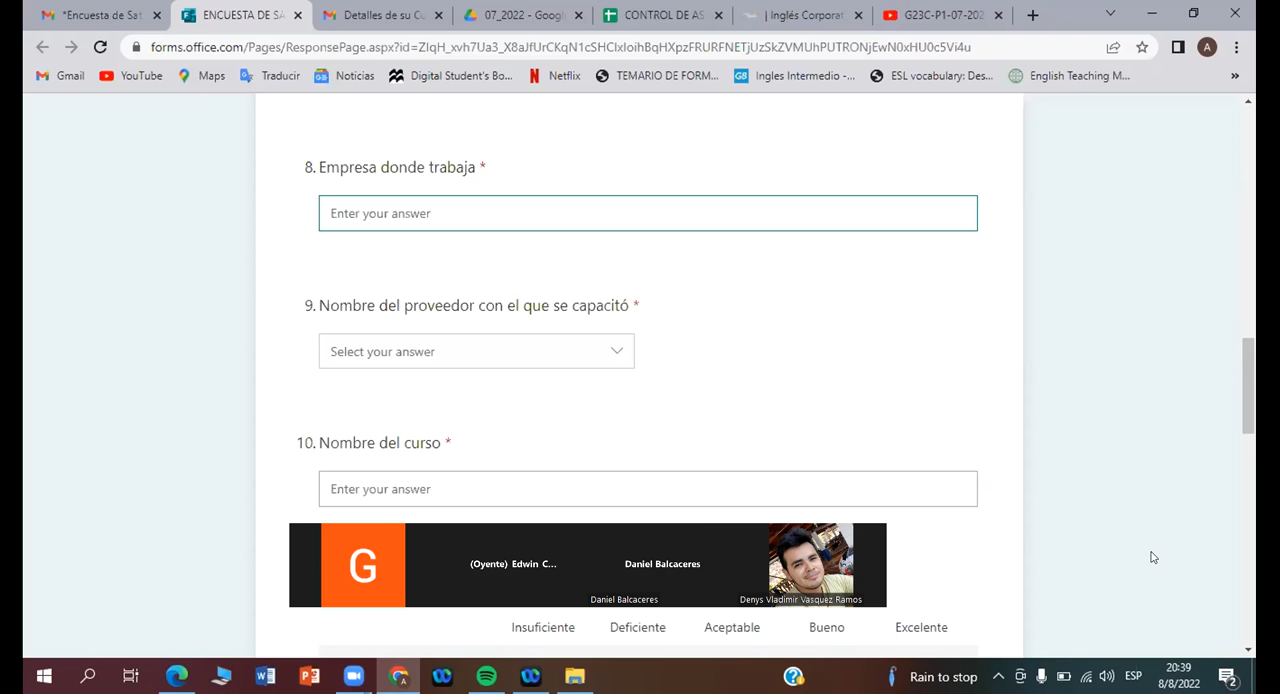 *Encuesta de Sat
ENCUESTA DE SA
Detalles de su Cu
07_2022 - Google
CONTROL DE AS
| Inglés Corporat
G23C-P1-07-202
forms.office.com/Pages/ResponsePage.aspx?id=ZIqH_xvh7Ua3_X8aJfUrCKqN1cSHClxIoihBqHXpzFRURFNETjUzSkZVMUhPUTRONjEwN0xHU0c5Vi4u
A
Gmail
YouTube
Maps
Traducir
Noticias
Digital Student's Bo...
Netflix
TEMARIO DE FORM...
Ingles Intermedio -...
ESL vocabulary: Des...
English Teaching M...
»
8. Empresa donde trabaja *
Enter your answer
9. Nombre del proveedor con el que se capacitó *
Select your answer
10. Nombre del curso *
Enter your answer
G
(Oyente) Edwin C...
Daniel Balcaceres
Daniel Balcaceres
Denys Vladimir Vasquez Ramos
Insuficiente Deficiente Aceptable Bueno Excelente
Rain to stop
ESP
20:39
8/8/2022
2